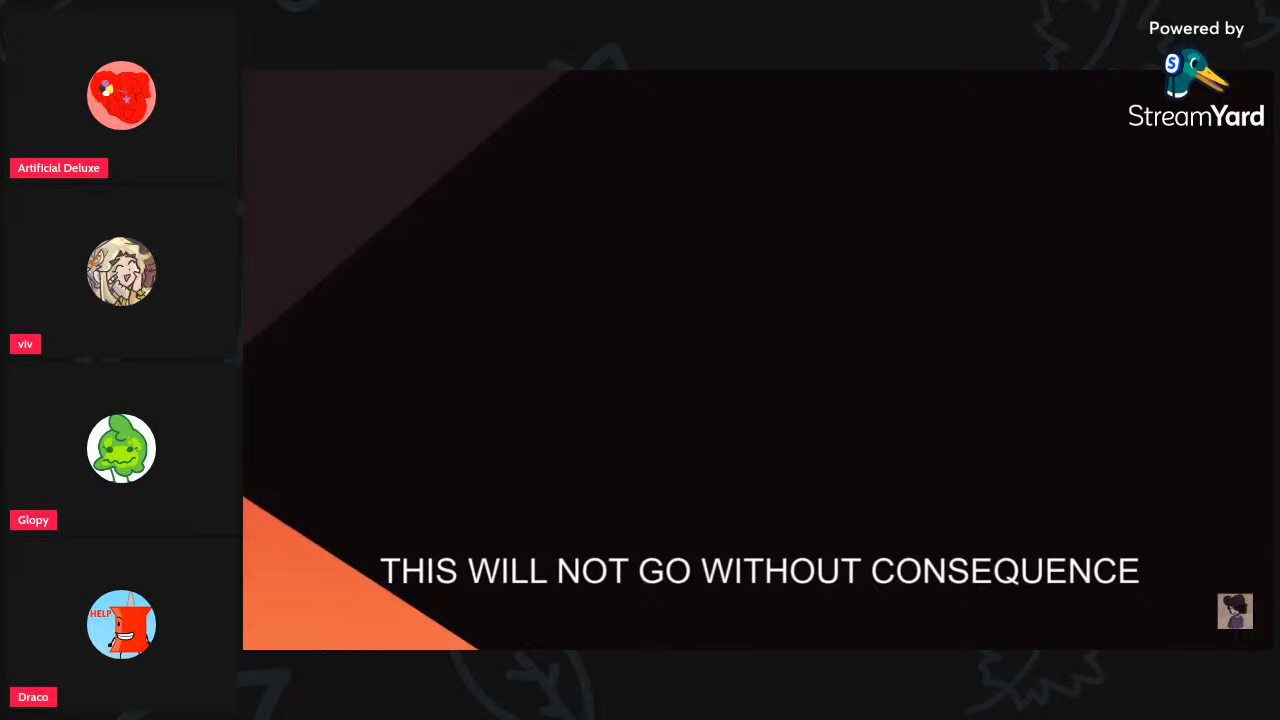 Powered by
StreamYard
Artificial Deluxe
viv
Glopy
HELP
Draco
THIS WILL NOT GO WITHOUT CONSEQUENCE